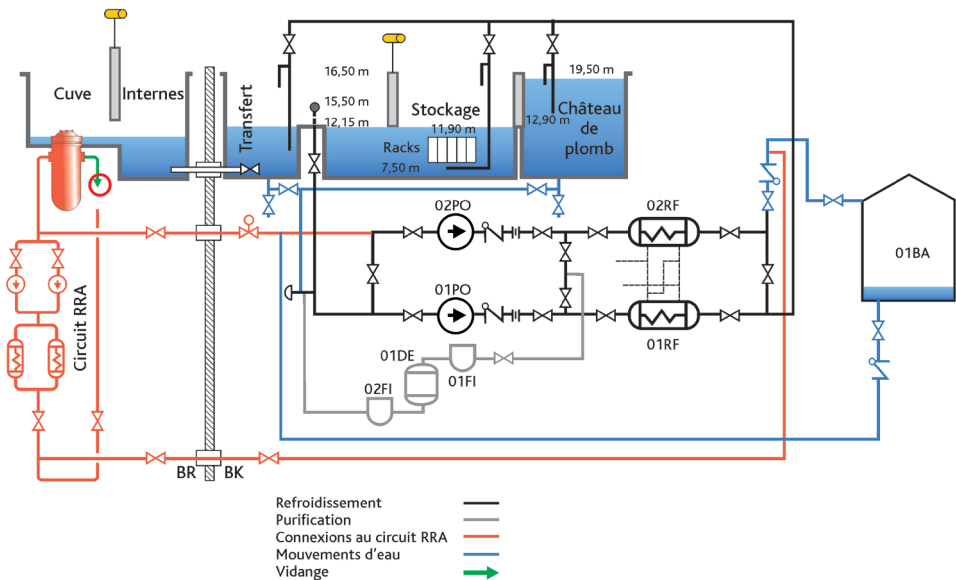 16,50 m
19,50 m
Cuve
Internes
Transfert
15,50 m
Stockage
Château
de
plomb
12,15 m
11,90 m
12,90 m
Racks
7,50 m
02PO
02RF
01BA
01PO
01RF
Circuit RRA
01DE
01FI
02FI
BR
BK
Refroidissement
Purification
Connexions au circuit RRA
Mouvements d'eau
Vidange